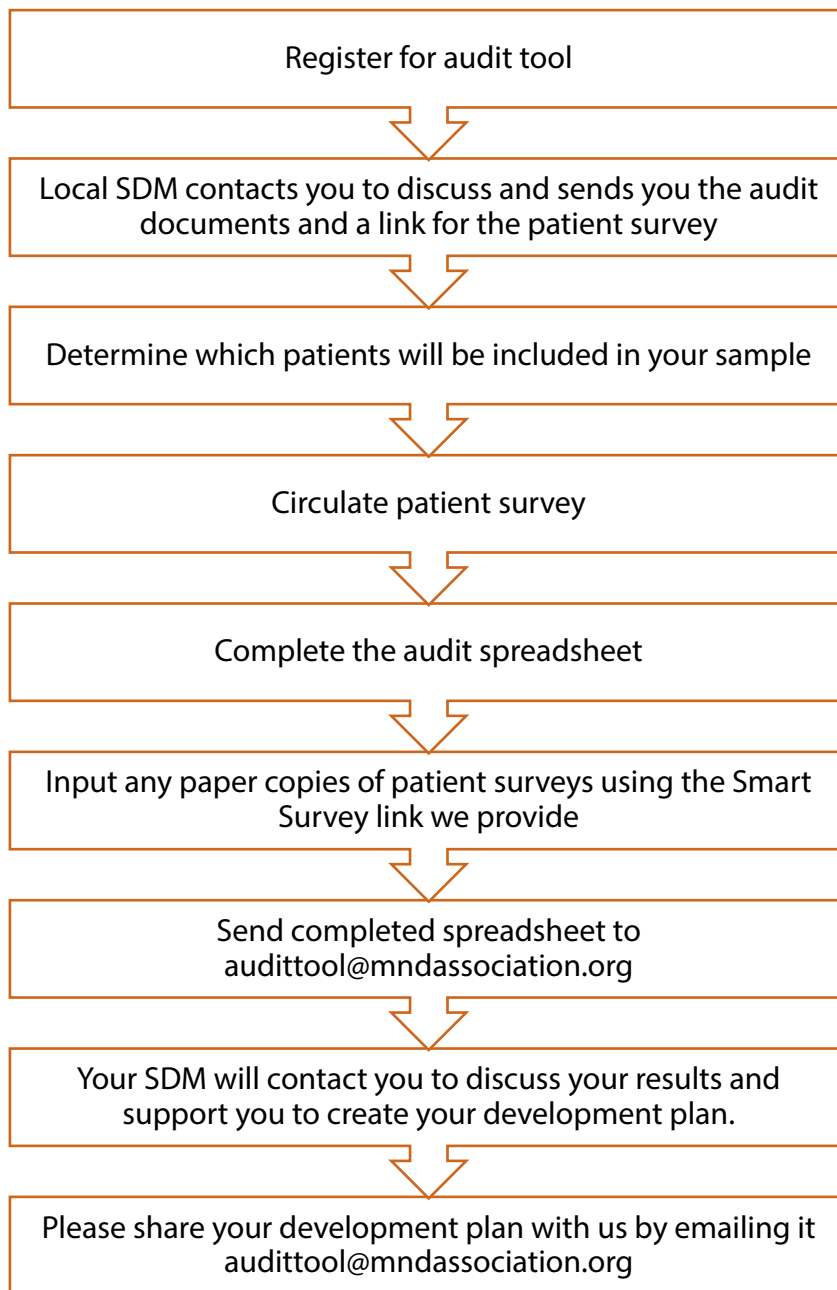 Register for audit tool
Local SDM contacts you to discuss and sends you the audit
documents and a link for the patient survey
Determine which patients will be included in your sample
Circulate patient survey
Complete the audit spreadsheet
Input any paper copies of patient surveys using the Smart
Survey link we provide
Send completed spreadsheet to
audittool@mndassociation.org
Your SDM will contact you to discuss your results and
support you to create your development plan.
Please share your development plan with us by emailing it
audittool@mndassociation.org